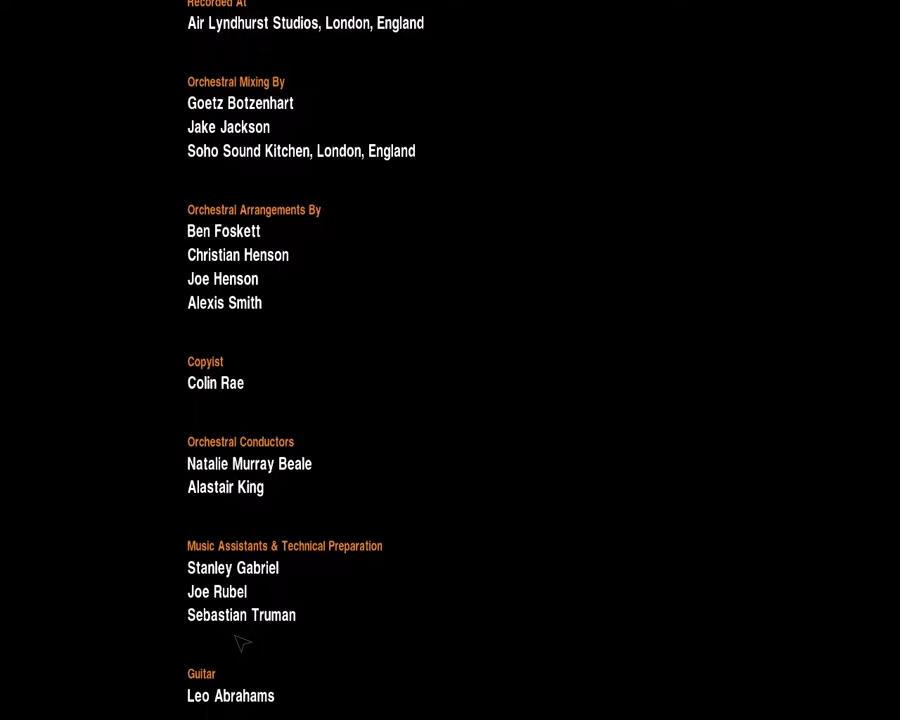 Recorded At
Air Lyndhurst Studios, London, England
Orchestral Mixing By
Goetz Botzenhart
Jake Jackson
Soho Sound Kitchen, London, England
Orchestral Arrangements By
Ben Foskett
Christian Henson
Joe Henson
Alexis Smith
Copyist
Colin Rae
Orchestral Conductors
Natalie Murray Beale
Alastair King
Music Assistants & Technical Preparation
Stanley Gabriel
Joe Rubel
Sebastian Truman
Guitar
Leo Abrahams